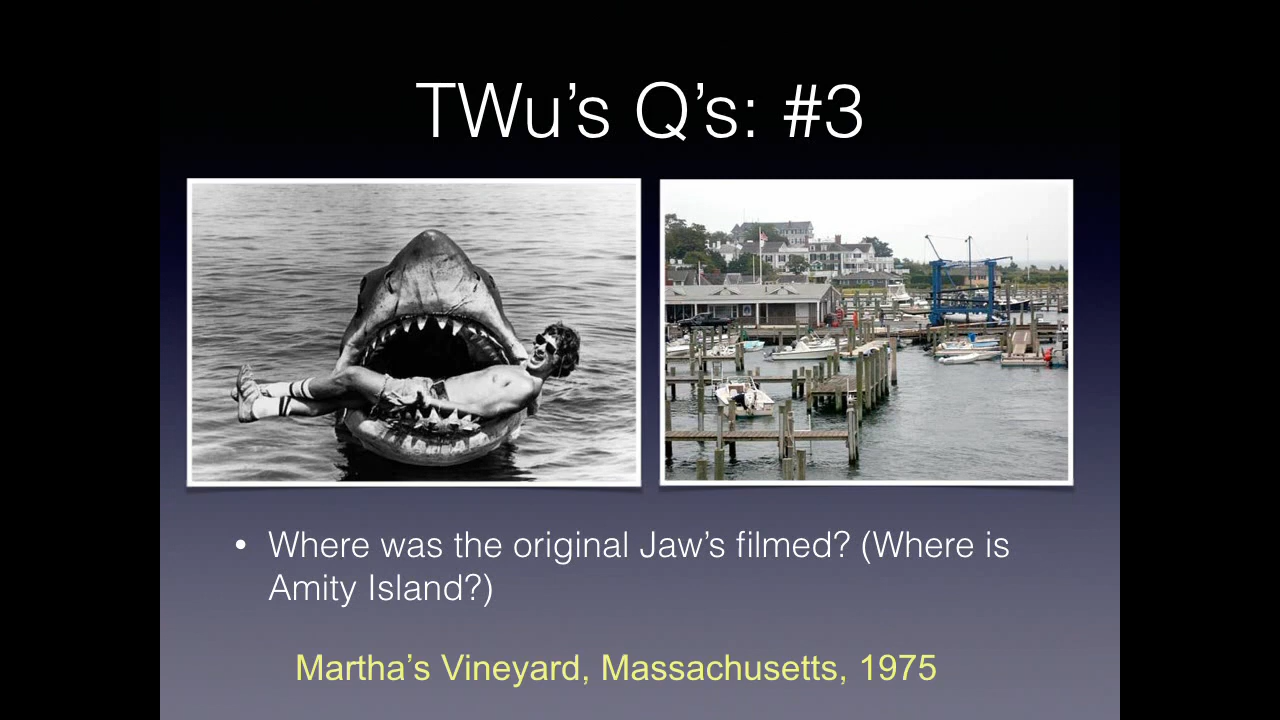 TWu’s Q’s: #3
• Where was the original Jaw’s filmed? (Where is
Amity Island?)
Martha’s Vineyard, Massachusetts, 1975